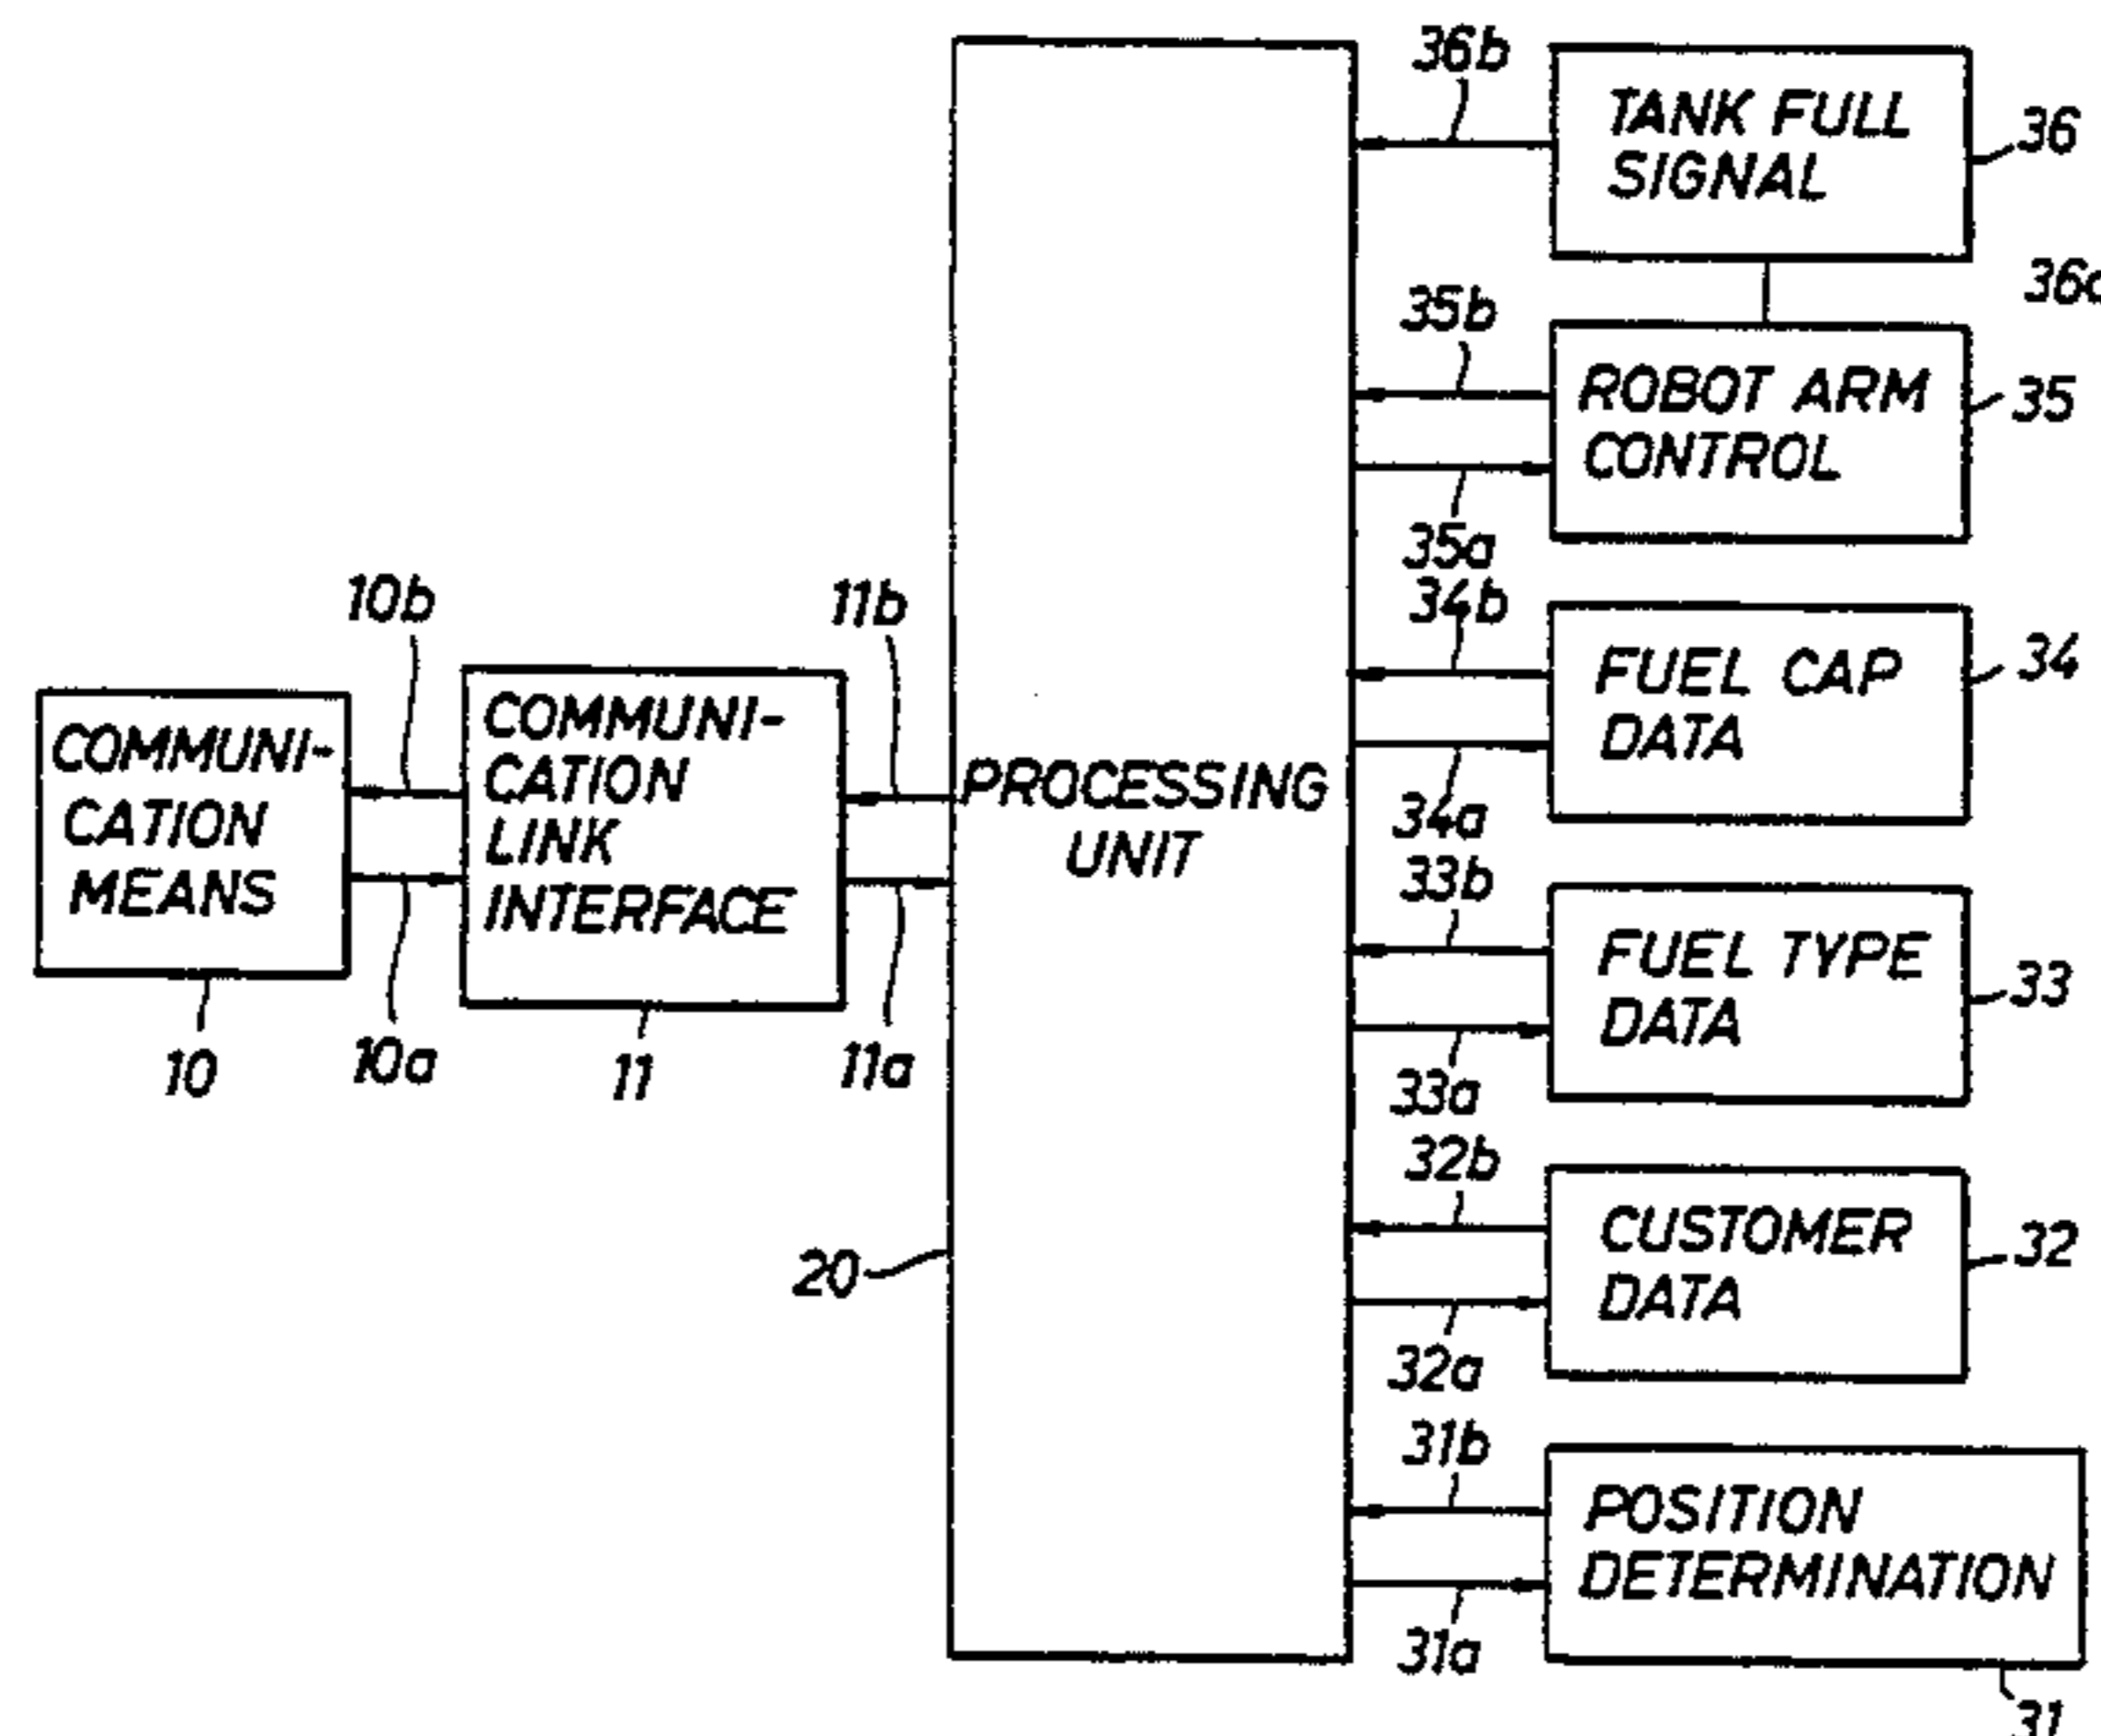 36b
TANK FULL
SIGNAL
36
35b
ROBOT ARM
CONTROL
35
35a
34b
FUEL CAP
DATA
34
34a
33b
FUEL TYPE
DATA
33
33a
32b
CUSTOMER
DATA
32
32a
31b
POSITION
DETERMINATION
31a
31
10b
11b
COMMUNI-
CATION
MEANS
COMMUNI-
CATION
LINK
INTERFACE
PROCESSING
UNIT
10
10a
11
11a
20